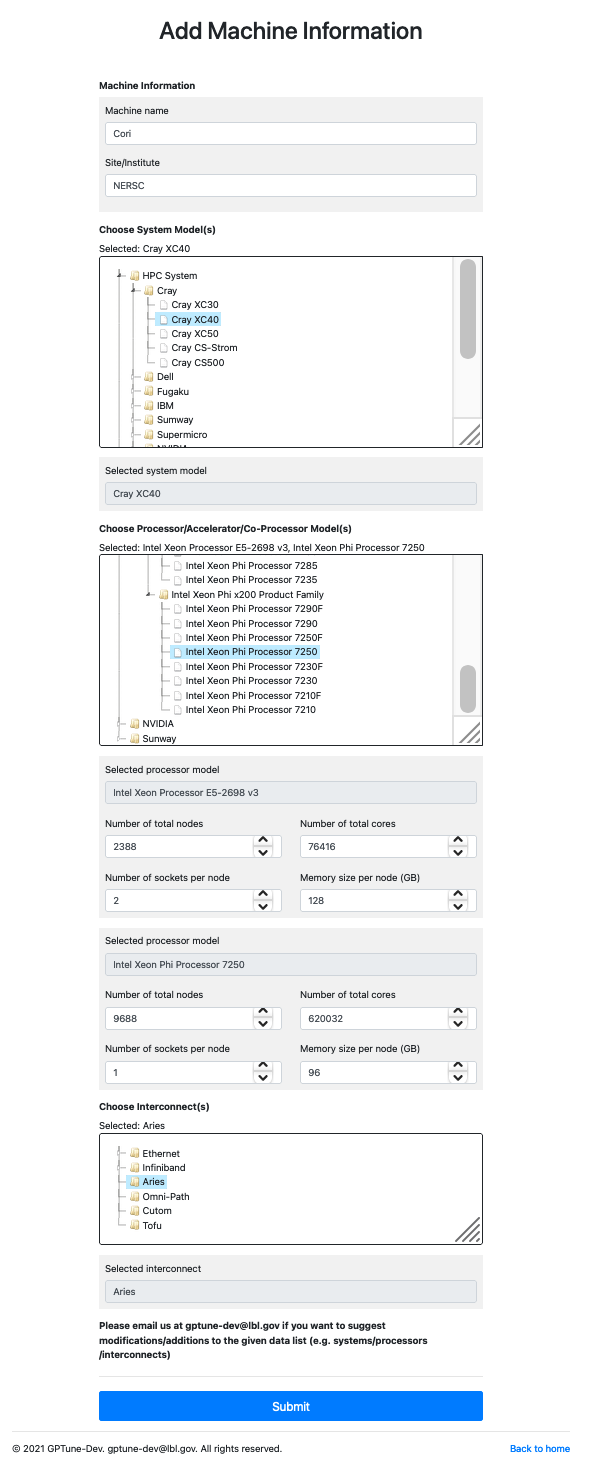 Add Machine Information
Machine Information
Machine name
Cori
Site/Institute
NERSC
Choose System Model(s)
Selected: Cray XC40
HPC System
Cray
Cray XC30
Cray XC40
Cray XC50
Cray CS-Strom
Cray CS500
Dell
Fugaku
IBM
Sumway
Supermicro
NVIDIA
Selected system model
Cray XC40
Choose Processor/Accelerator/Co-Processor Model(s)
Selected: Intel Xeon Processor E5-2698 v3, Intel Xeon Phi Processor 7250
Intel Xeon Phi Processor 7285
Intel Xeon Phi Processor 7235
Intel Xeon Phi x200 Product Family
Intel Xeon Phi Processor 7290F
Intel Xeon Phi Processor 7290
Intel Xeon Phi Processor 7250F
Intel Xeon Phi Processor 7250
Intel Xeon Phi Processor 7230F
Intel Xeon Phi Processor 7230
Intel Xeon Phi Processor 7210F
Intel Xeon Phi Processor 7210
NVIDIA
Sunway
Selected processor model
Intel Xeon Processor E5-2698 v3
Number of total nodes Number of total cores
2388 76416
Number of sockets per node Memory size per node (GB)
2 128
Selected processor model
Intel Xeon Phi Processor 7250
Number of total nodes Number of total cores
9688 620032
Number of sockets per node Memory size per node (GB)
1 96
Choose Interconnect(s)
Selected: Aries
Ethernet
Infiniband
Aries
Omni-Path
Cutom
Tofu
Selected interconnect
Aries
Please email us at gptune-dev@lbl.gov if you want to suggest
modifications/additions to the given data list (e.g. systems/processors
/interconnects)
Submit
© 2021 GPTune-Dev. gptune-dev@lbl.gov. All rights reserved. Back to home